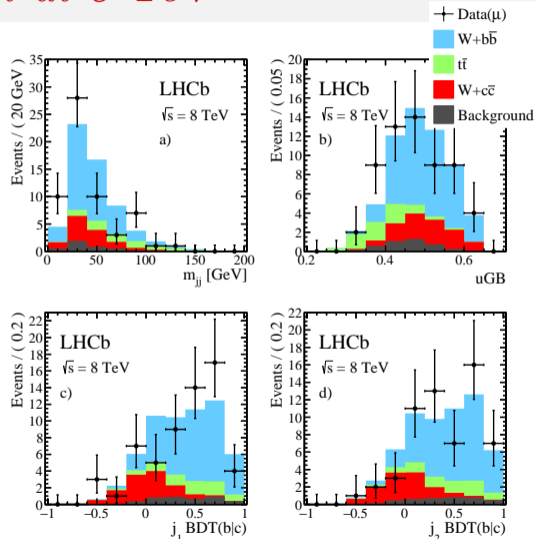 Data(μ)
W+bb̄
tt̄
W+cc̄
Background
Events / ( 20 GeV )
35
30
25
20
15
10
5
0
LHCb
√s = 8 TeV
a)
0 50 100 150 200
m_jj [GeV]
Events / ( 0.05 )
20
18
16
14
12
10
8
6
4
2
0
LHCb
√s = 8 TeV
b)
0.2 0.4 0.6
uGB
Events / ( 0.2 )
22
20
18
16
14
12
10
8
6
4
2
0
LHCb
√s = 8 TeV
c)
−1 −0.5 0 0.5 1
j_1 BDT(b|c)
Events / ( 0.2 )
22
20
18
16
14
12
10
8
6
4
2
0
LHCb
√s = 8 TeV
d)
−1 −0.5 0 0.5 1
j_2 BDT(b|c)